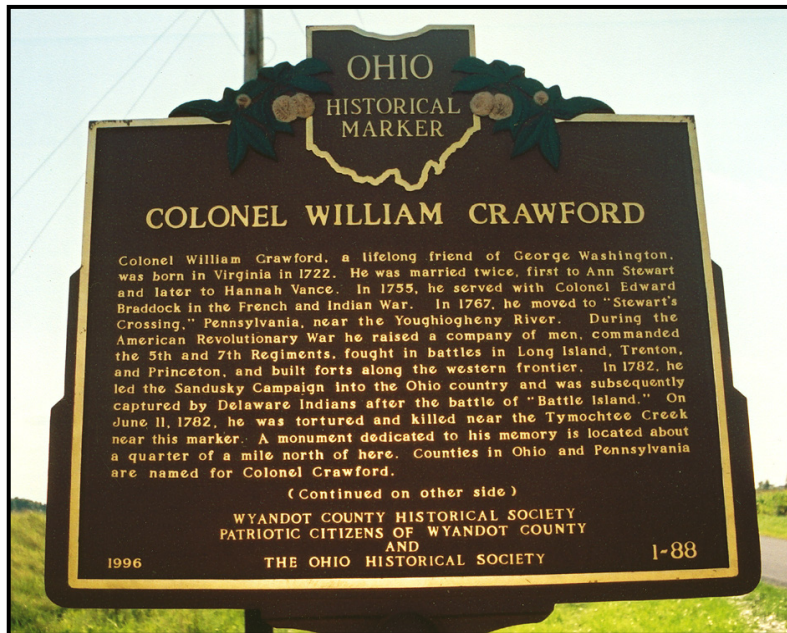 OHIO
HISTORICAL
MARKER
COLONEL WILLIAM CRAWFORD
Colonel William Crawford, a lifelong friend of George Washington,
was born in Virginia in 1722. He was married twice, first to Ann Stewart
and later to Hannah Vance. In 1755, he served with Colonel Edward
Braddock in the French and Indian War. In 1767, he moved to "Stewart's
Crossing," Pennsylvania, near the Youghiogheny River. During the
American Revolutionary War he raised a company of men, commanded
the 5th and 7th Regiments, fought in battles in Long Island, Trenton,
and Princeton, and built forts along the western frontier. In 1782, he
led the Sandusky Campaign into the Ohio country and was subsequently
captured by Delaware Indians after the battle of "Battle Island." On
June 11, 1782, he was tortured and killed near the Tymochtee Creek
near this marker. A monument dedicated to his memory is located about
a quarter of a mile north of here. Counties in Ohio and Pennsylvania
are named for Colonel Crawford.
(Continued on other side)
WYANDOT COUNTY HISTORICAL SOCIETY
PATRIOTIC CITIZENS OF WYANDOT COUNTY
AND
THE OHIO HISTORICAL SOCIETY
1996
1-88